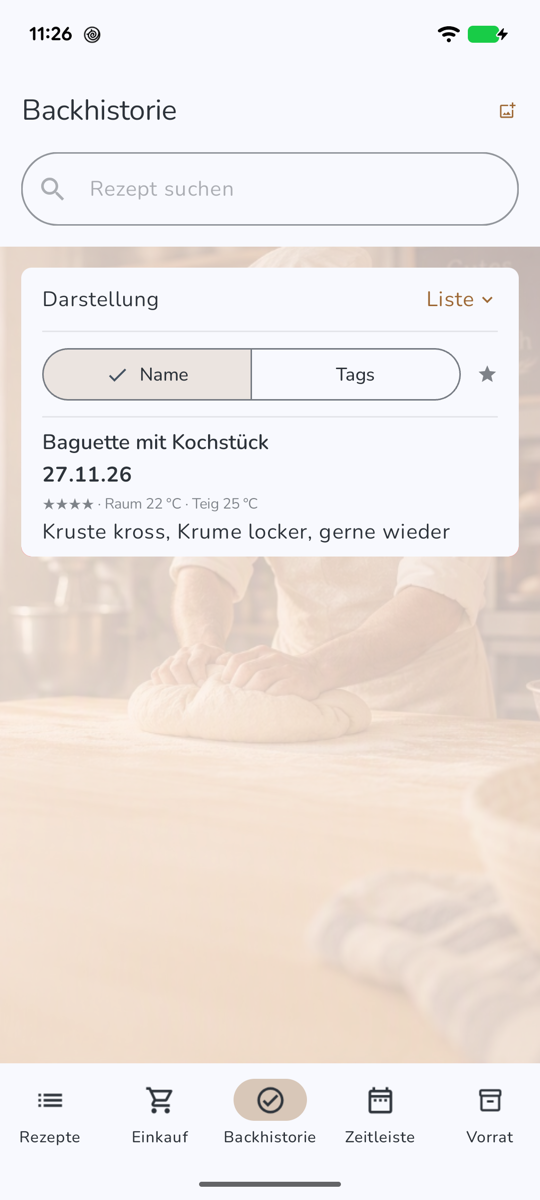 11:26
Backhistorie
Rezept suchen
Darstellung
Liste
Name
Tags
Baguette mit Kochstück
27.11.26
★★★★ · Raum 22 °C · Teig 25 °C
Kruste kross, Krume locker, gerne wieder
Rezepte
Einkauf
Backhistorie
Zeitleiste
Vorrat